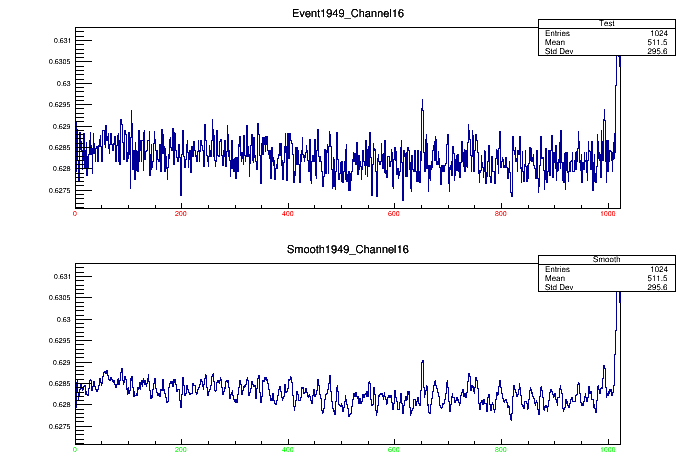 Event1949_Channel16
Test
Entries 1024
Mean 511.5
Std Dev 295.6
0.631
0.6305
0.63
0.6295
0.629
0.6285
0.628
0.6275
0 200 400 600 800 1000
Smooth1949_Channel16
Smooth
Entries 1024
Mean 511.5
Std Dev 295.6
0.631
0.6305
0.63
0.6295
0.629
0.6285
0.628
0.6275
0 200 400 600 800 1000